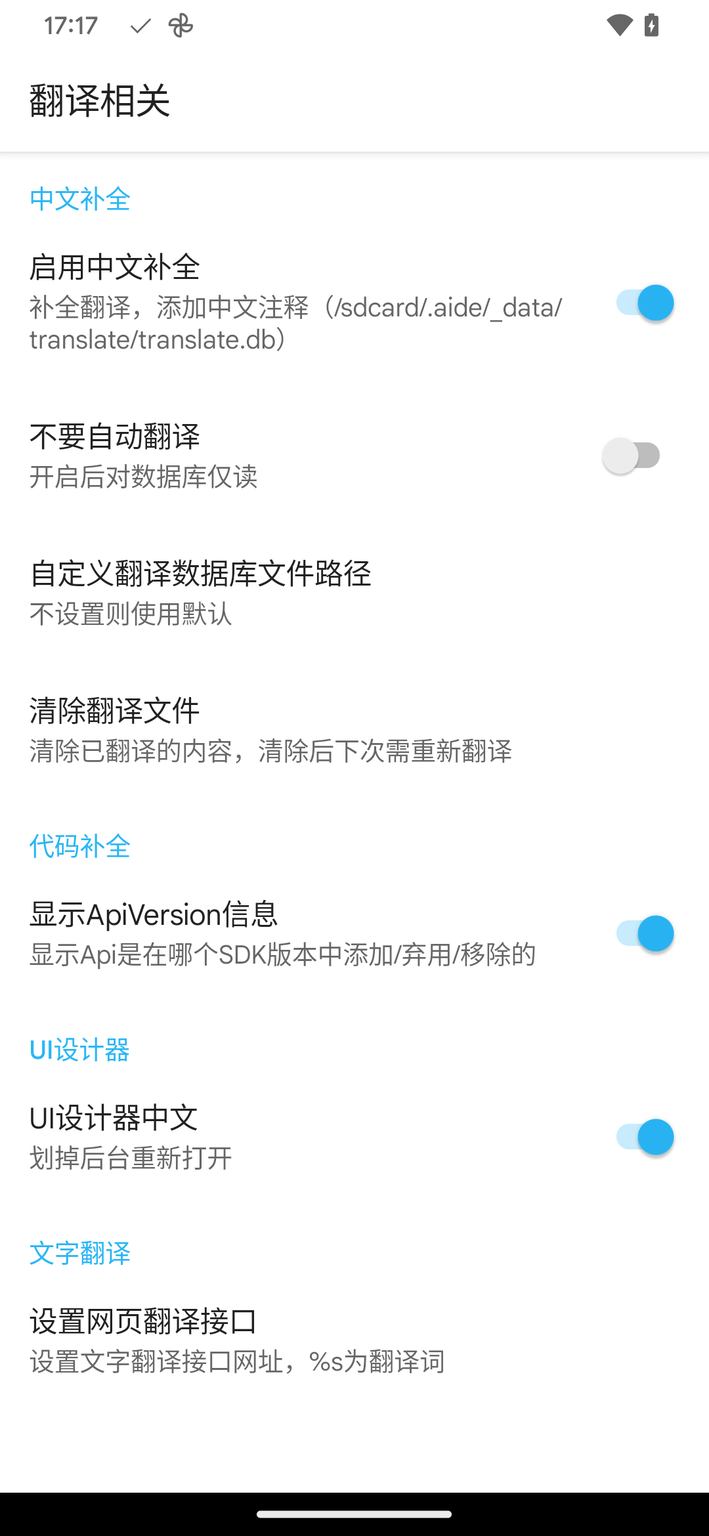 17:17
翻译相关
中文补全
启用中文补全
补全翻译，添加中文注释（/sdcard/.aide/_data/
translate/translate.db）
不要自动翻译
开启后对数据库仅读
自定义翻译数据库文件路径
不设置则使用默认
清除翻译文件
清除已翻译的内容，清除后下次需重新翻译
代码补全
显示ApiVersion信息
显示Api是在哪个SDK版本中添加/弃用/移除的
UI设计器
UI设计器中文
划掉后台重新打开
文字翻译
设置网页翻译接口
设置文字翻译接口网址，%s为翻译词